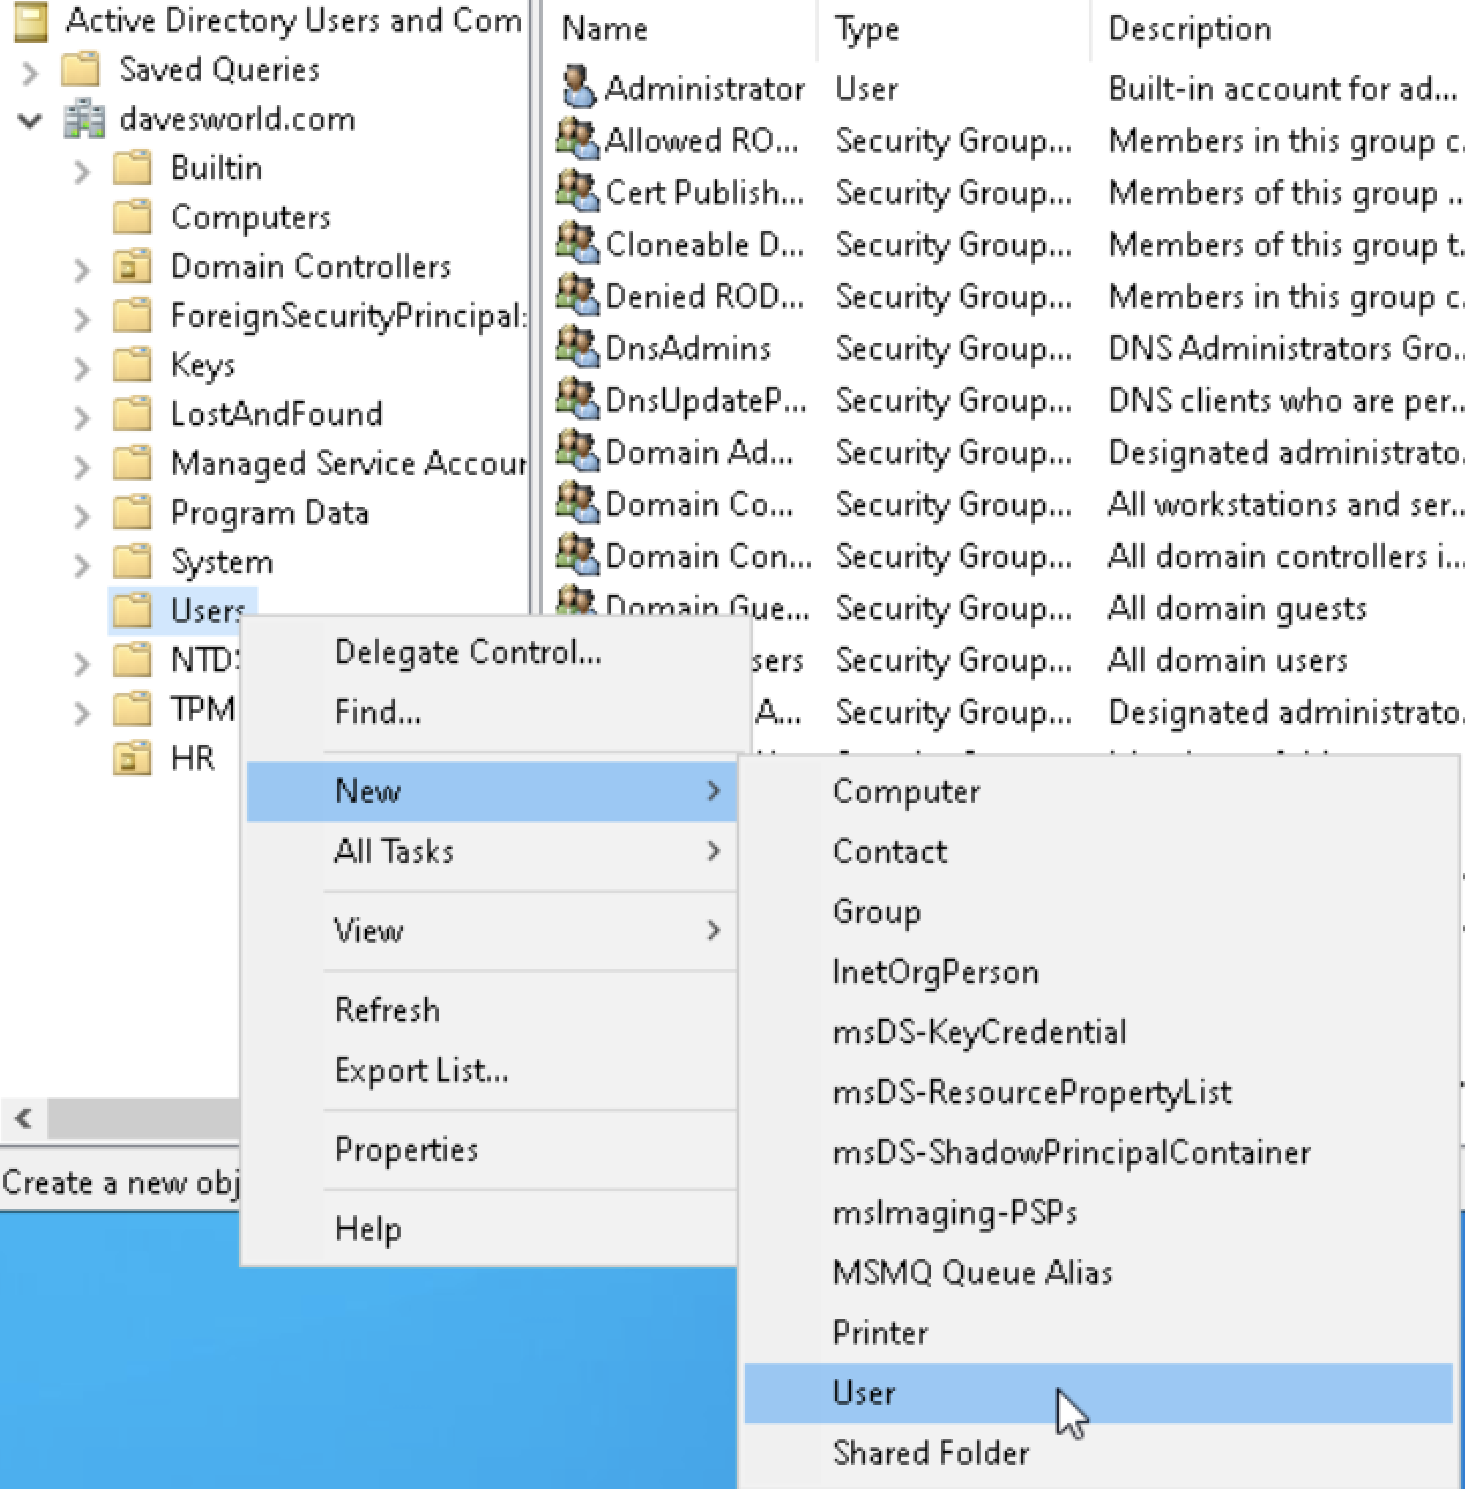 Active Directory Users and Com
Saved Queries
davesworld.com
Builtin
Computers
Domain Controllers
ForeignSecurityPrincipal
Keys
LostAndFound
Managed Service Accour
Program Data
System
Users
NTD
TPM
HR
Create a new obj
Name Type Description
Administrator User Built-in account for ad...
Allowed RO... Security Group... Members in this group c.
Cert Publish... Security Group... Members of this group ..
Cloneable D... Security Group... Members of this group t.
Denied ROD... Security Group... Members in this group c.
DnsAdmins Security Group... DNS Administrators Gro..
DnsUpdateP... Security Group... DNS clients who are per..
Domain Ad... Security Group... Designated administrato.
Domain Co... Security Group... All workstations and ser..
Domain Con... Security Group... All domain controllers i...
Domain Gue... Security Group... All domain guests
sers Security Group... All domain users
A... Security Group... Designated administrato.
Delegate Control...
Find...
New
All Tasks
View
Refresh
Export List...
Properties
Help
Computer
Contact
Group
InetOrgPerson
msDS-KeyCredential
msDS-ResourcePropertyList
msDS-ShadowPrincipalContainer
msImaging-PSPs
MSMQ Queue Alias
Printer
User
Shared Folder